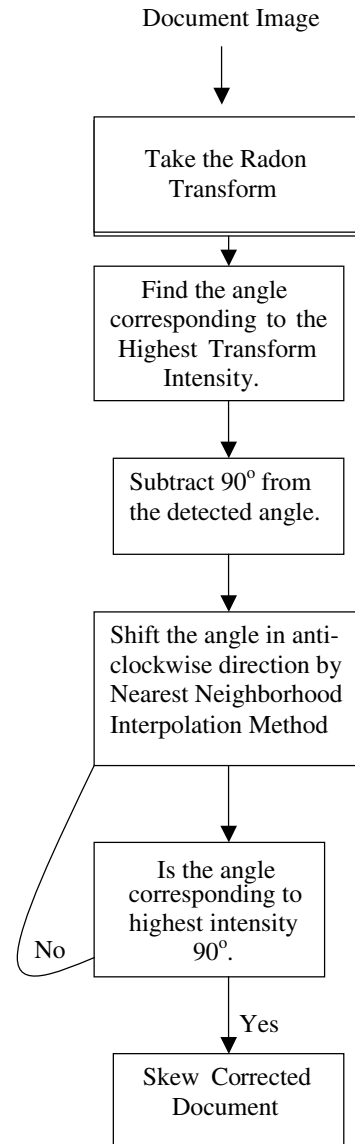 Document Image
Take the Radon
Transform
Find the angle
corresponding to the
Highest Transform
Intensity.
Subtract 90° from
the detected angle.
Shift the angle in anti-
clockwise direction by
Nearest Neighborhood
Interpolation Method
Is the angle
corresponding to
highest intensity
90°.
No
Yes
Skew Corrected
Document